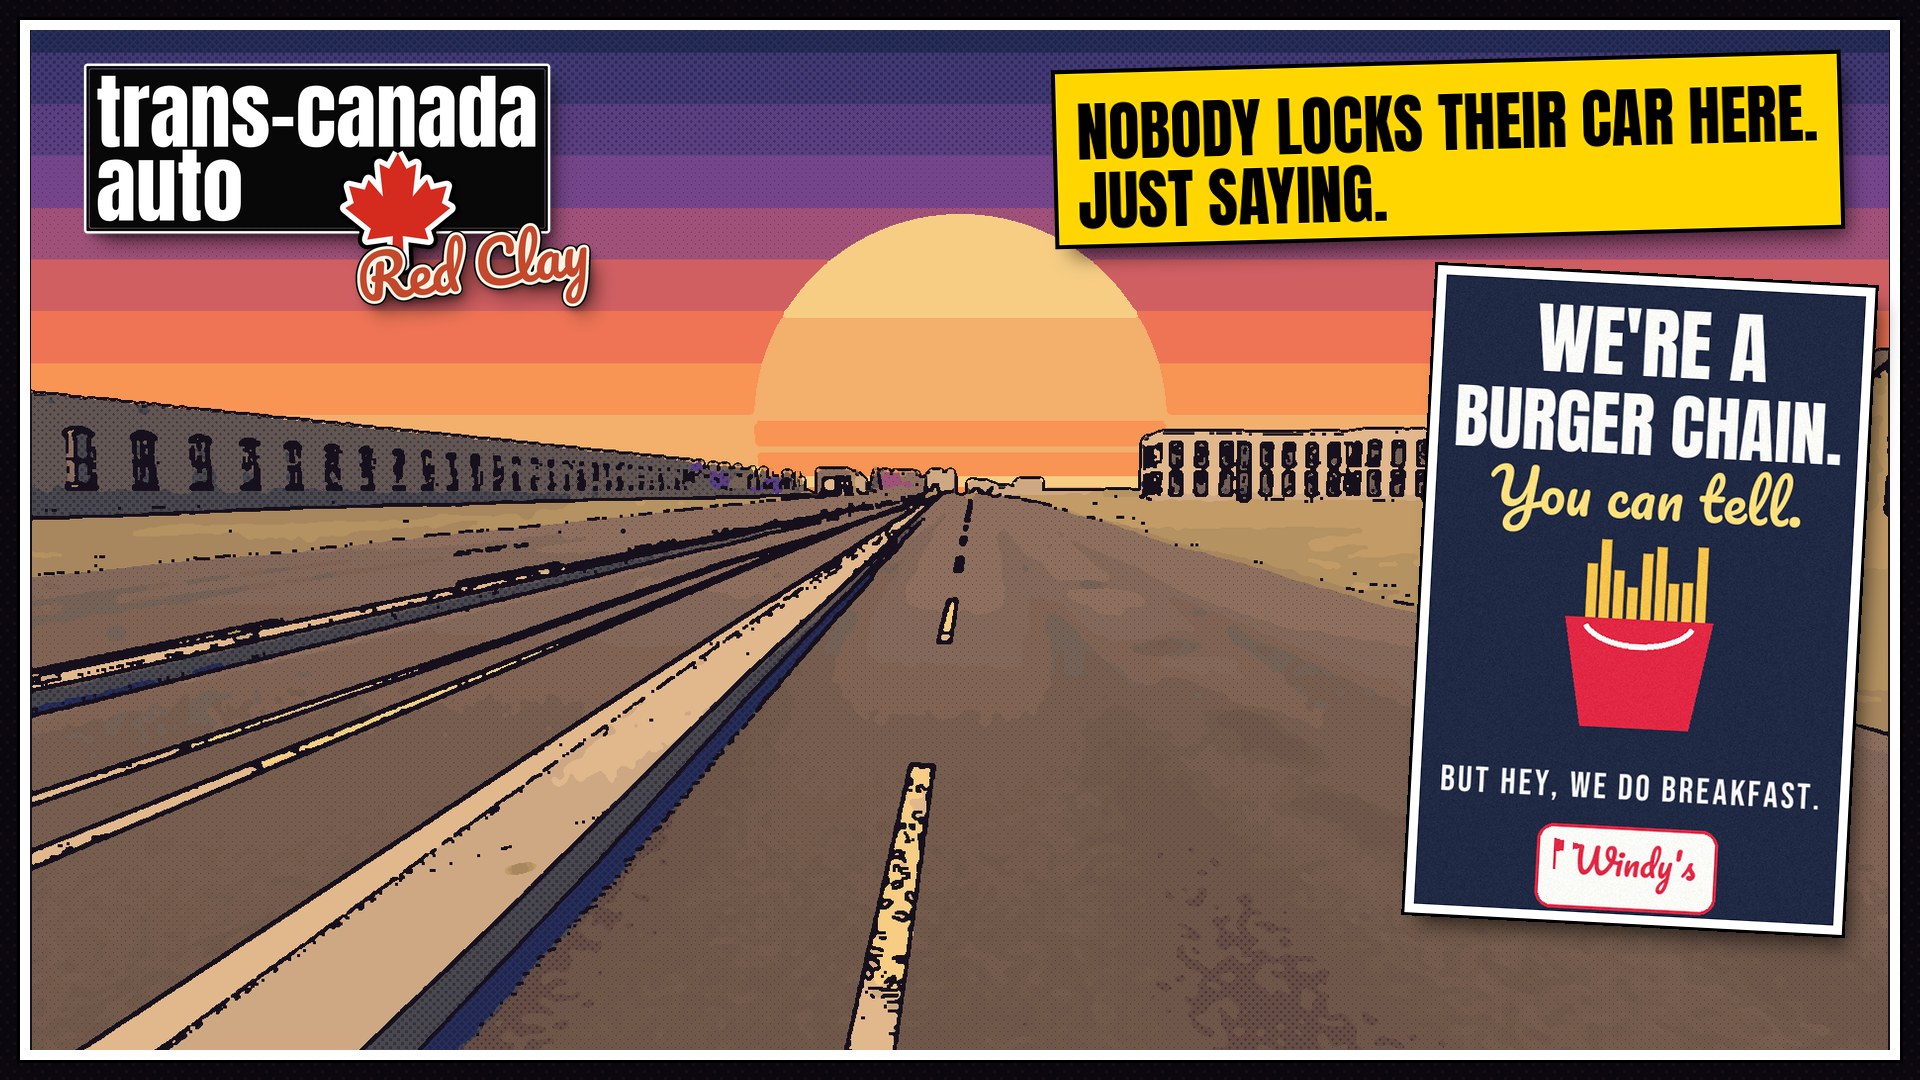 trans-canada
auto
Red Clay
NOBODY LOCKS THEIR CAR HERE.
JUST SAYING.
WE'RE A
BURGER CHAIN.
You can tell.
BUT HEY, WE DO BREAKFAST.
Windy's